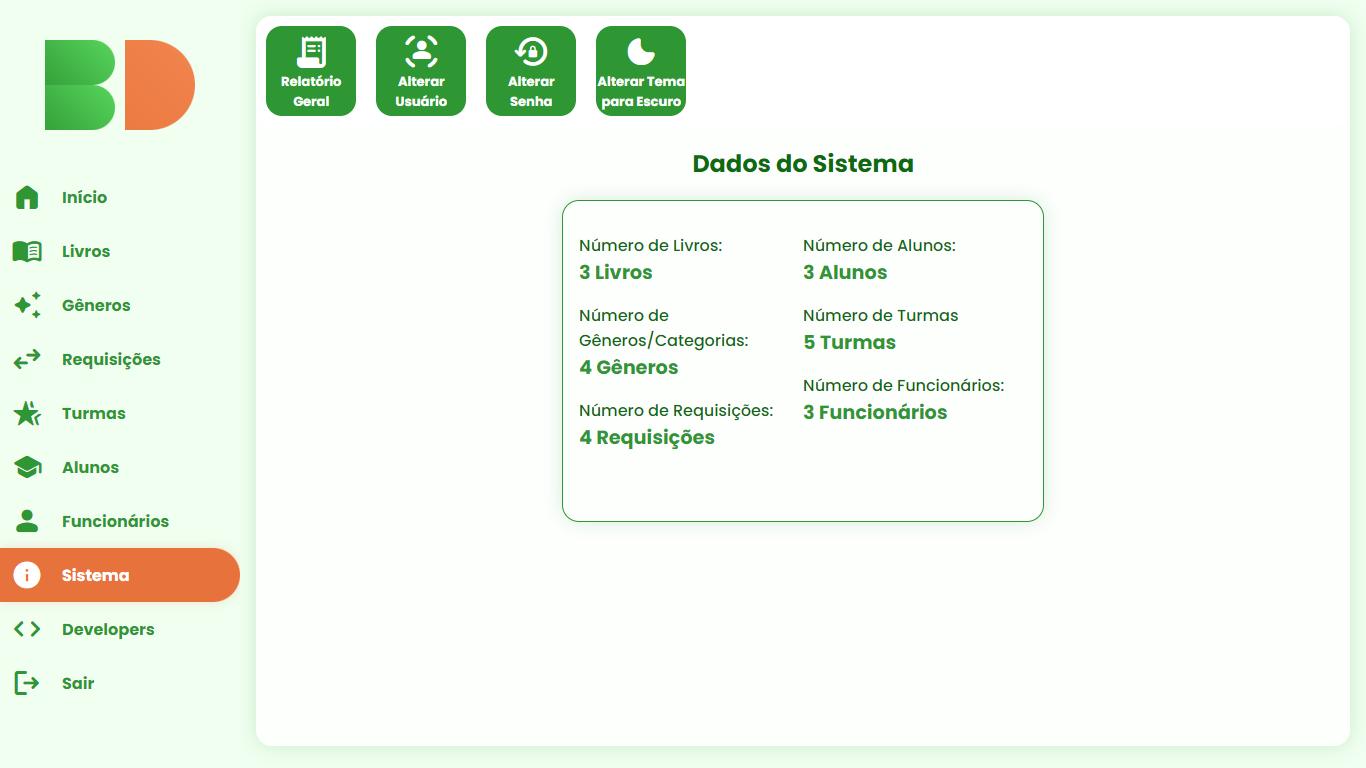 Relatório
Geral
Alterar
Usuário
Alterar
Senha
Alterar Tema
para Escuro
Início
Livros
Gêneros
Requisições
Turmas
Alunos
Funcionários
Sistema
Developers
Sair
Dados do Sistema
Número de Livros:
3 Livros
Número de
Gêneros/Categorias:
4 Gêneros
Número de Requisições:
4 Requisições
Número de Alunos:
3 Alunos
Número de Turmas
5 Turmas
Número de Funcionários:
3 Funcionários